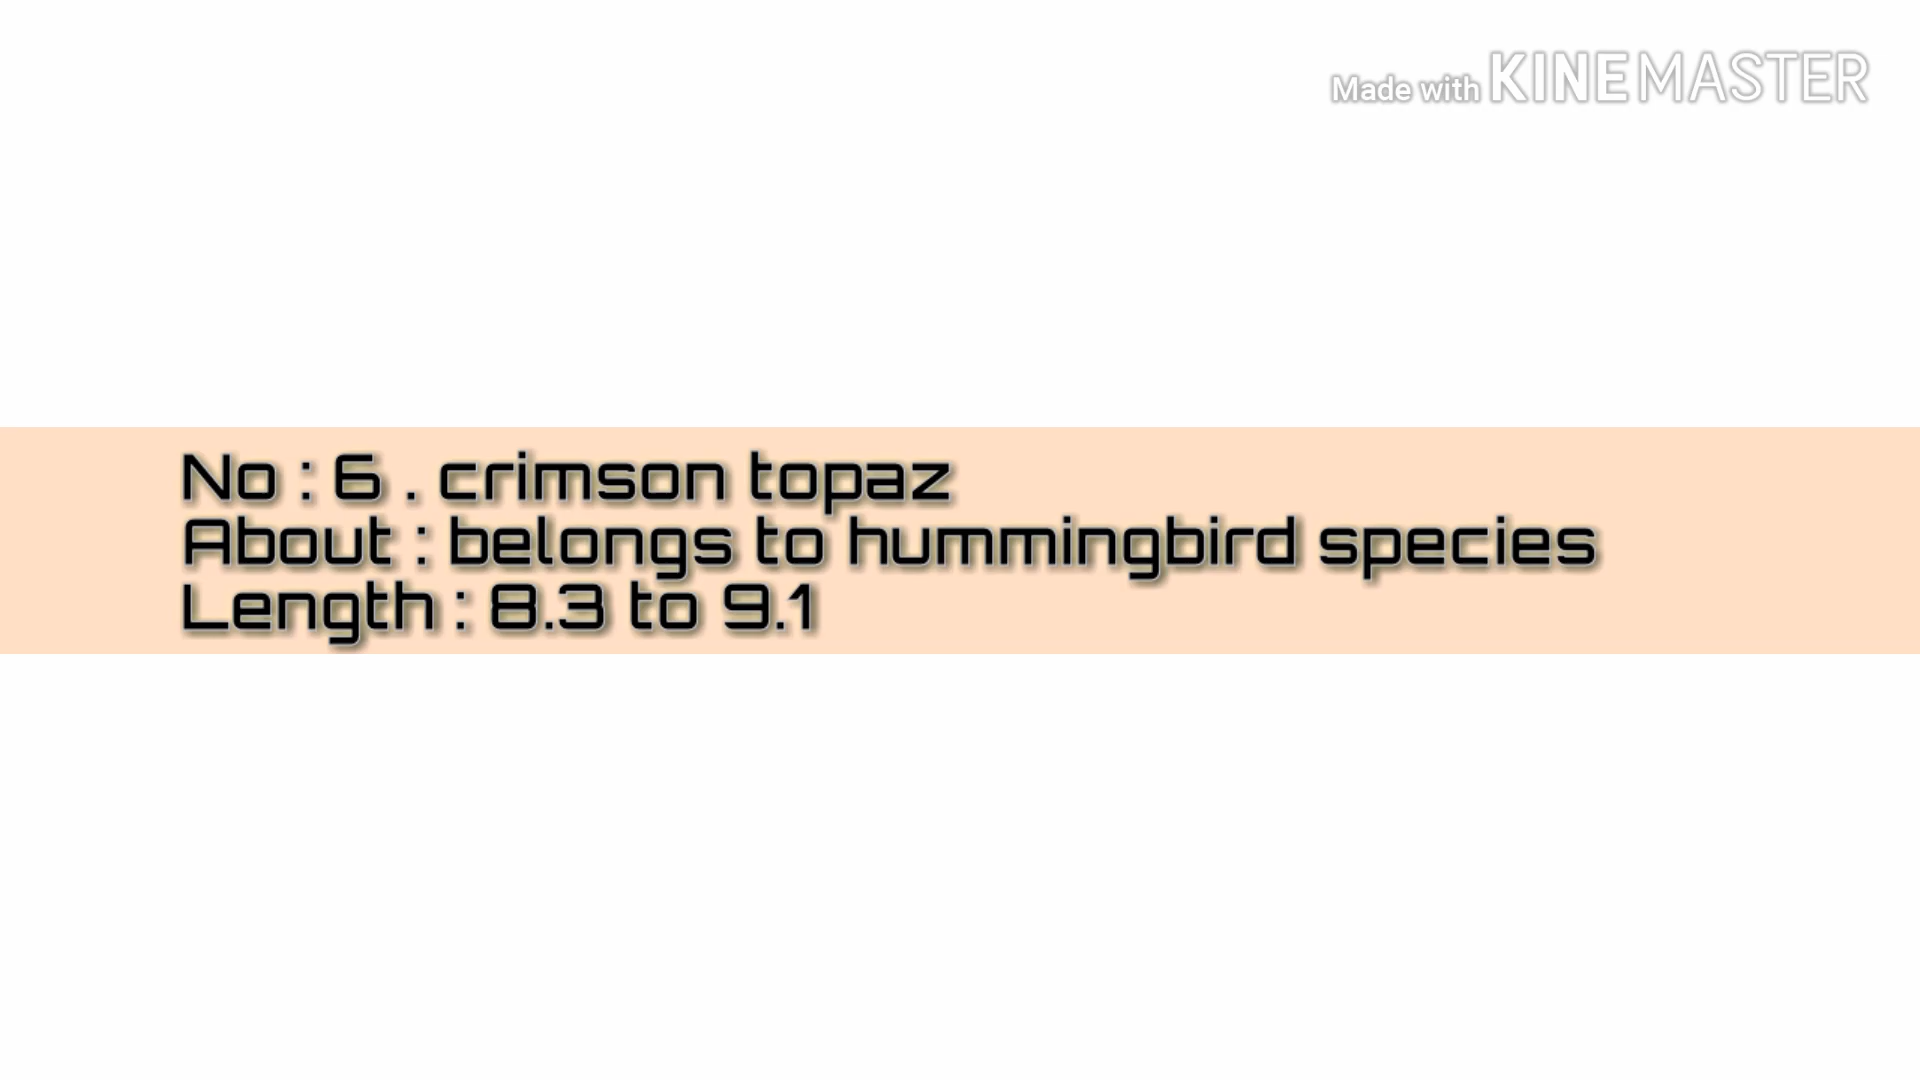 Made with KINEMASTER
No : 6 . crimson topaz
About : belongs to hummingbird species
Length : 8.3 to 9.1